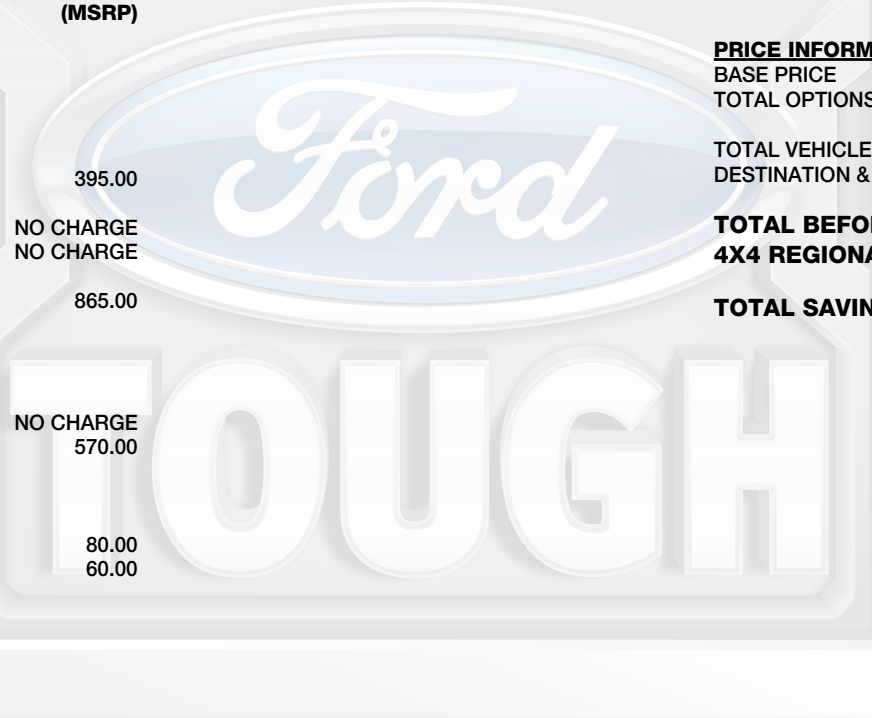 (MSRP)
395.00
NO CHARGE
NO CHARGE
865.00
NO CHARGE
570.00
80.00
60.00
PRICE INFORM
BASE PRICE
TOTAL OPTIONS
TOTAL VEHICLE
DESTINATION &
TOTAL BEFO
4X4 REGIONA
TOTAL SAVIN
Ford
TOUGH